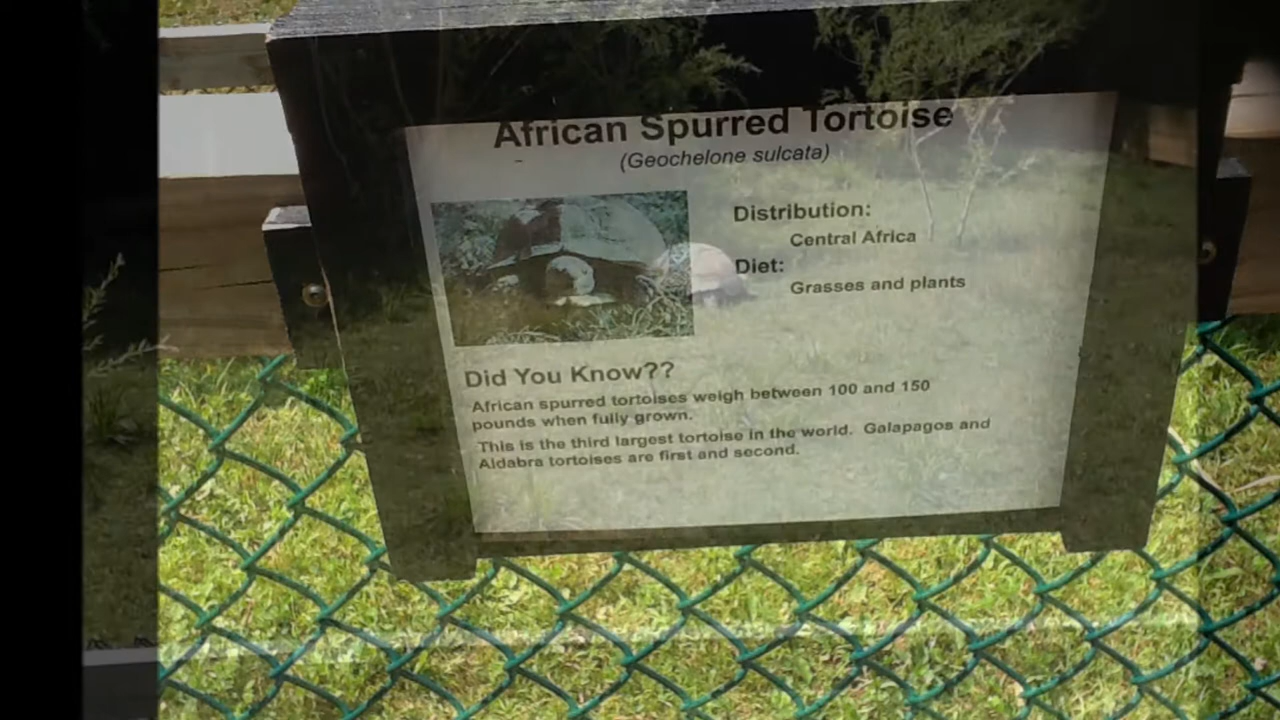 African Spurred Tortoise
(Geochelone sulcata)
Distribution:
Central Africa
Diet:
Grasses and plants
Did You Know??
African spurred tortoises weigh between 100 and 150
pounds when fully grown.
This is the third largest tortoise in the world. Galapagos and
Aldabra tortoises are first and second.